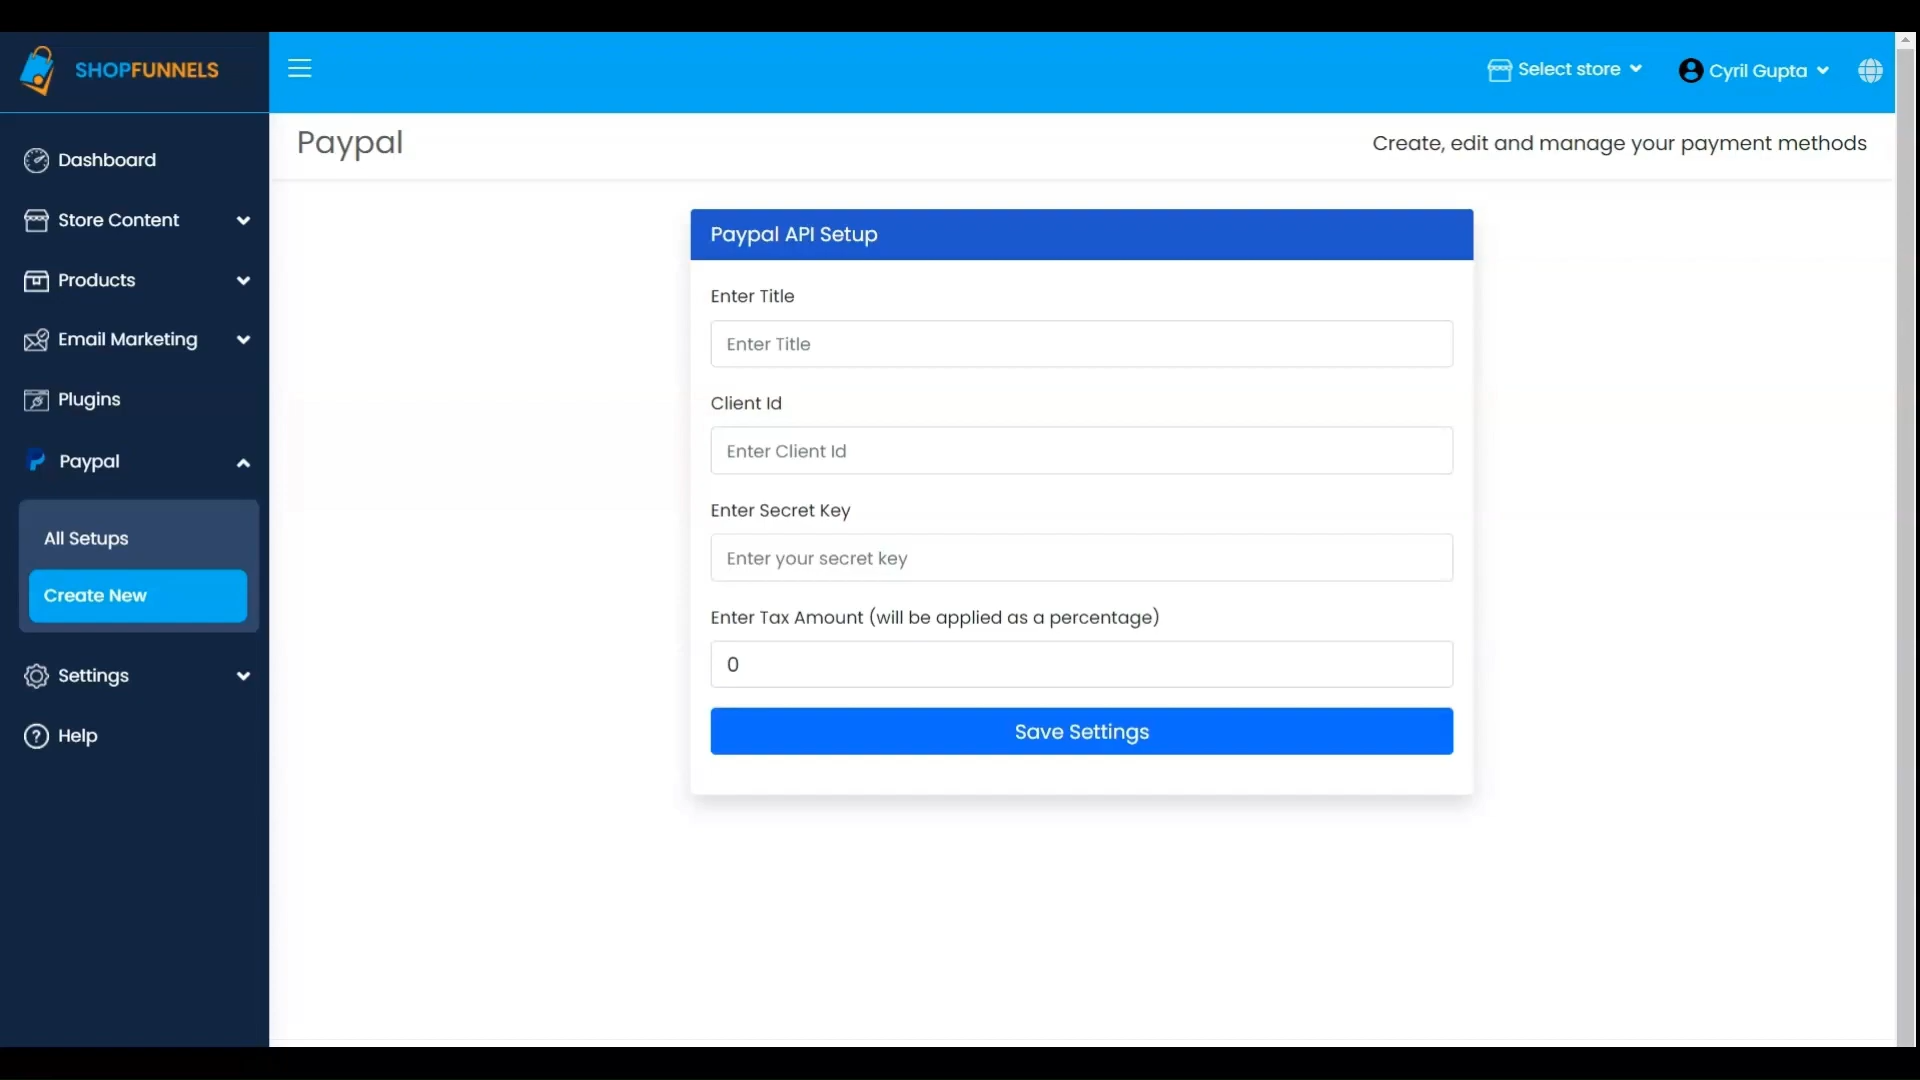 SHOPFUNNELS
Select store
Cyril Gupta
Dashboard
Store Content
Products
Email Marketing
Plugins
Paypal
All Setups
Create New
Settings
Help
Paypal
Create, edit and manage your payment methods
Paypal API Setup
Enter Title
Enter Title
Client Id
Enter Client Id
Enter Secret Key
Enter your secret key
Enter Tax Amount (will be applied as a percentage)
0
Save Settings